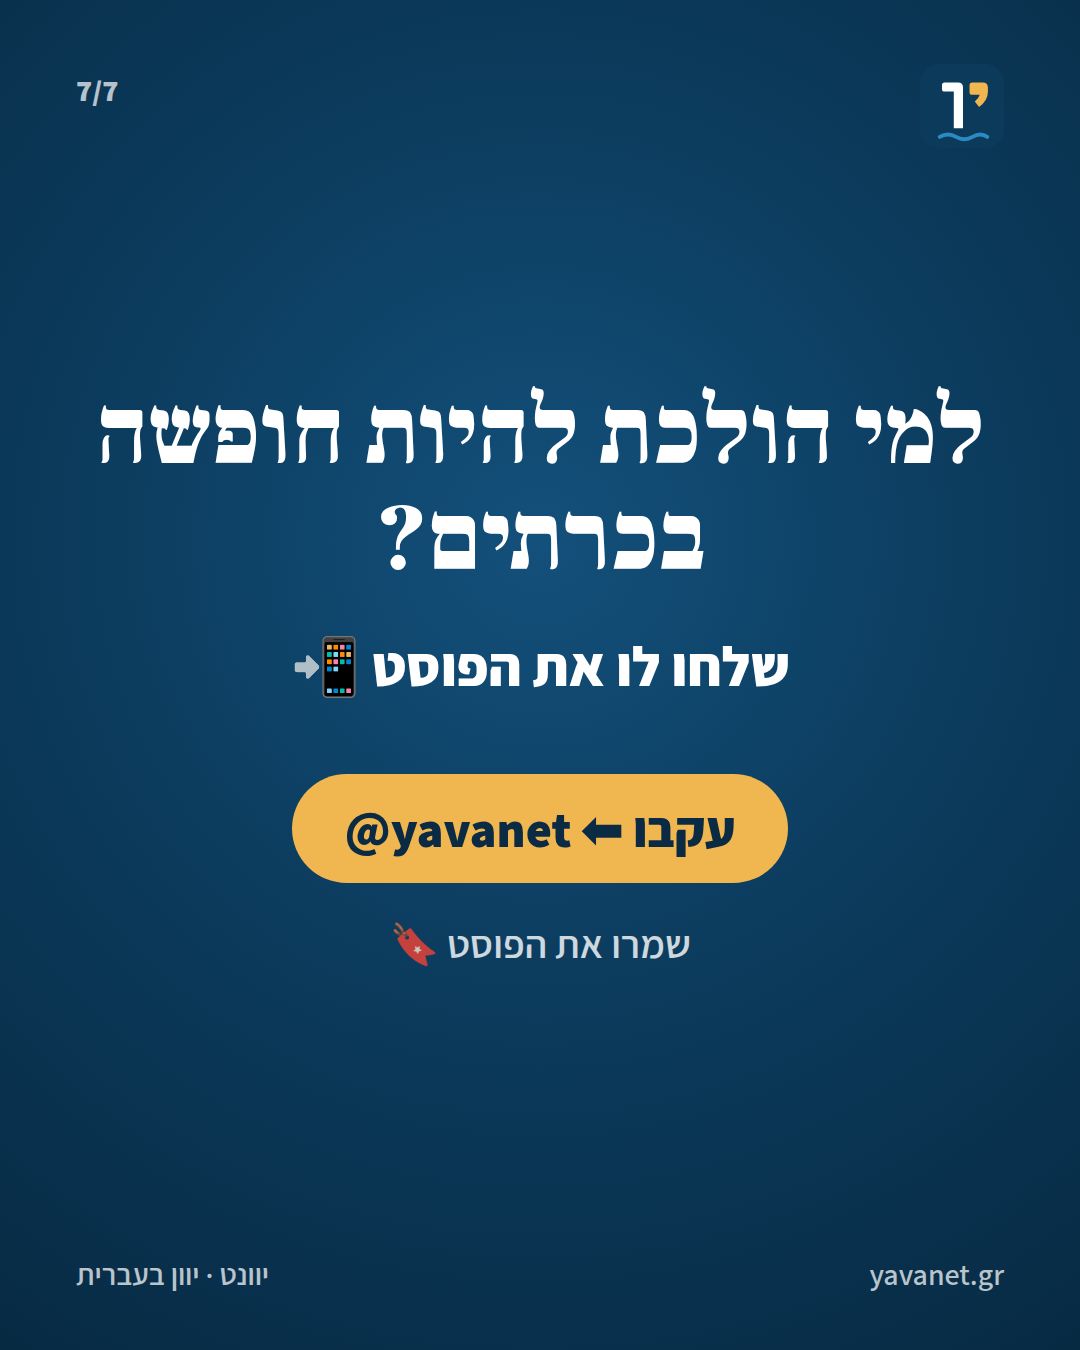 7/7
יו
למי הולכת להיות חופשה
בכרתים?
שלחו לו את הפוסט 📲
עקבו ⬅ @yavanet
שמרו את הפוסט 🔖
yavanet.gr
יוונט · יוון בעברית